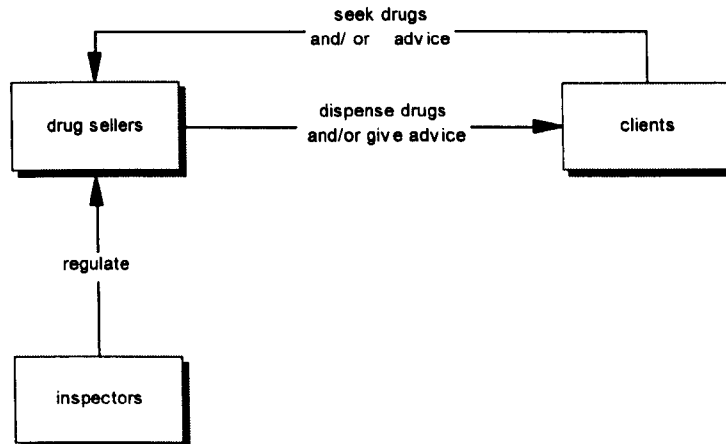 seek drugs
and/ or advice
drug sellers
dispense drugs
and/or give advice
clients
regulate
inspectors